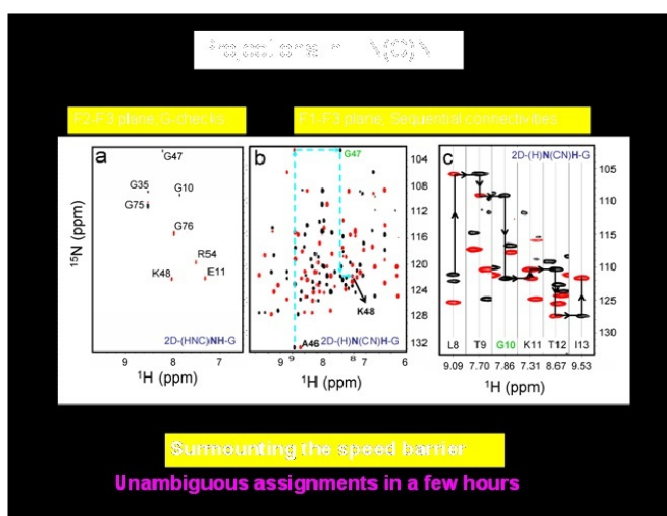 F2-F3 plane G-checks
F1-F3 plane, Sequential connectivities
a
G47
G35
G10
G75
G76
R54
K48
E11
2D-(HNC)NH-G
15N (ppm)
9 8 7
1H (ppm)
b
G47
K48
A46
2D-(H)N(CN)H-G
104
108
112
116
120
124
128
132
9 9 8 7 6
1H (ppm)
c
2D-(H)N(CN)H-G
105
110
115
120
125
130
L8 T9 G10 K11 T12 I13
9.09 7.70 7.86 7.31 8.67 9.53
1H (ppm)
Surmounting the speed barrier
Unambiguous assignments in a few hours